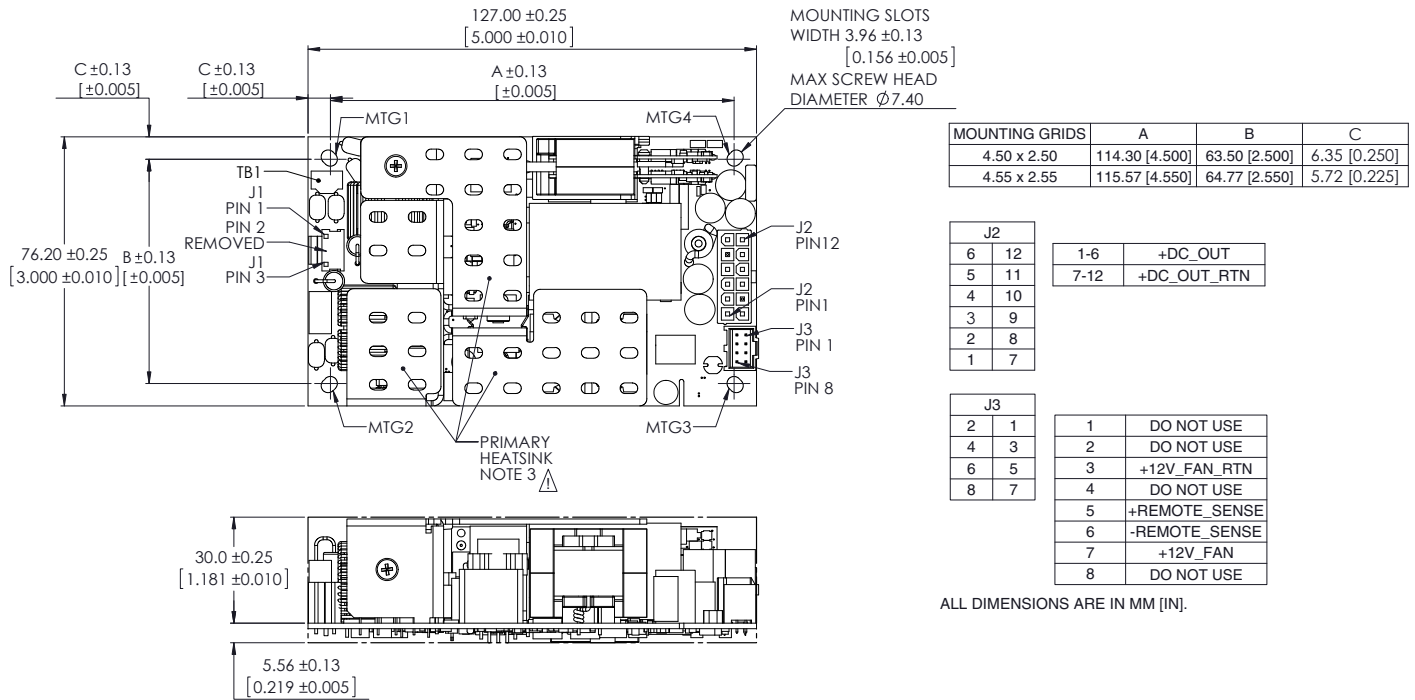 127.00 ±0.25
[5.000 ±0.010]
MOUNTING SLOTS
WIDTH 3.96 ±0.13
[0.156 ±0.005]
MAX SCREW HEAD
DIAMETER Ø7.40
C ±0.13
[±0.005]
C ±0.13
[±0.005]
A ±0.13
[±0.005]
MTG1
MTG4
TB1
J1
PIN 1
PIN 2
REMOVED
J1
PIN 3
76.20 ±0.25
[3.000 ±0.010]
B ±0.13
[±0.005]
J2
PIN12
J2
PIN1
J3
PIN 1
J3
PIN 8
MTG2
MTG3
PRIMARY
HEATSINK
NOTE 3 ⚠
MOUNTING GRIDS A B C
4.50 x 2.50 114.30 [4.500] 63.50 [2.500] 6.35 [0.250]
4.55 x 2.55 115.57 [4.550] 64.77 [2.550] 5.72 [0.225]
J2
6 12
5 11
4 10
3 9
2 8
1 7
1-6 +DC_OUT
7-12 +DC_OUT_RTN
J3
2 1
4 3
6 5
8 7
1 DO NOT USE
2 DO NOT USE
3 +12V_FAN_RTN
4 DO NOT USE
5 +REMOTE_SENSE
6 -REMOTE_SENSE
7 +12V_FAN
8 DO NOT USE
30.0 ±0.25
[1.181 ±0.010]
5.56 ±0.13
[0.219 ±0.005]
ALL DIMENSIONS ARE IN MM [IN].